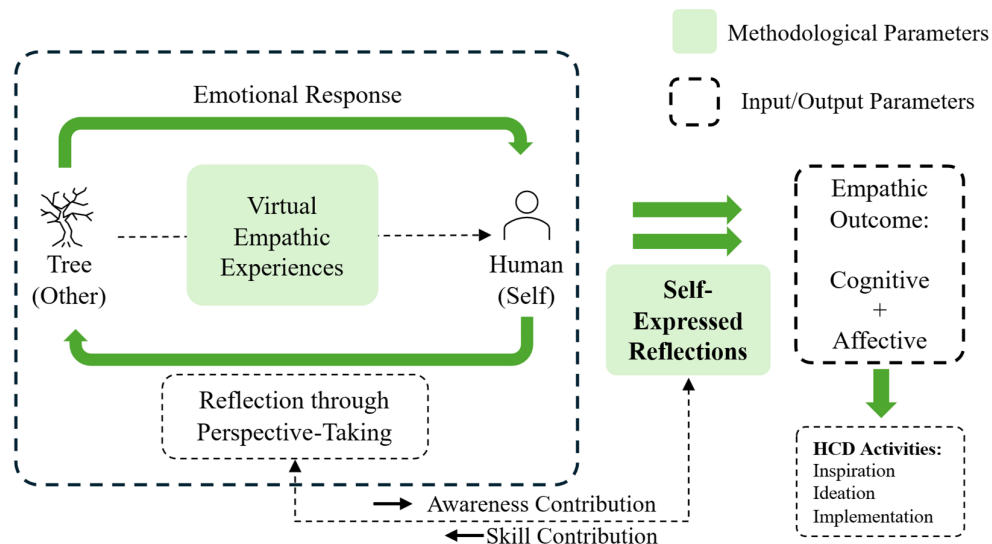 Methodological Parameters
Input/Output Parameters
Emotional Response
Virtual
Empathic
Experiences
Tree
(Other)
Human
(Self)
Reflection through
Perspective-Taking
Self-
Expressed
Reflections
Empathic
Outcome:
Cognitive
+
Affective
HCD Activities:
Inspiration
Ideation
Implementation
Awareness Contribution
Skill Contribution